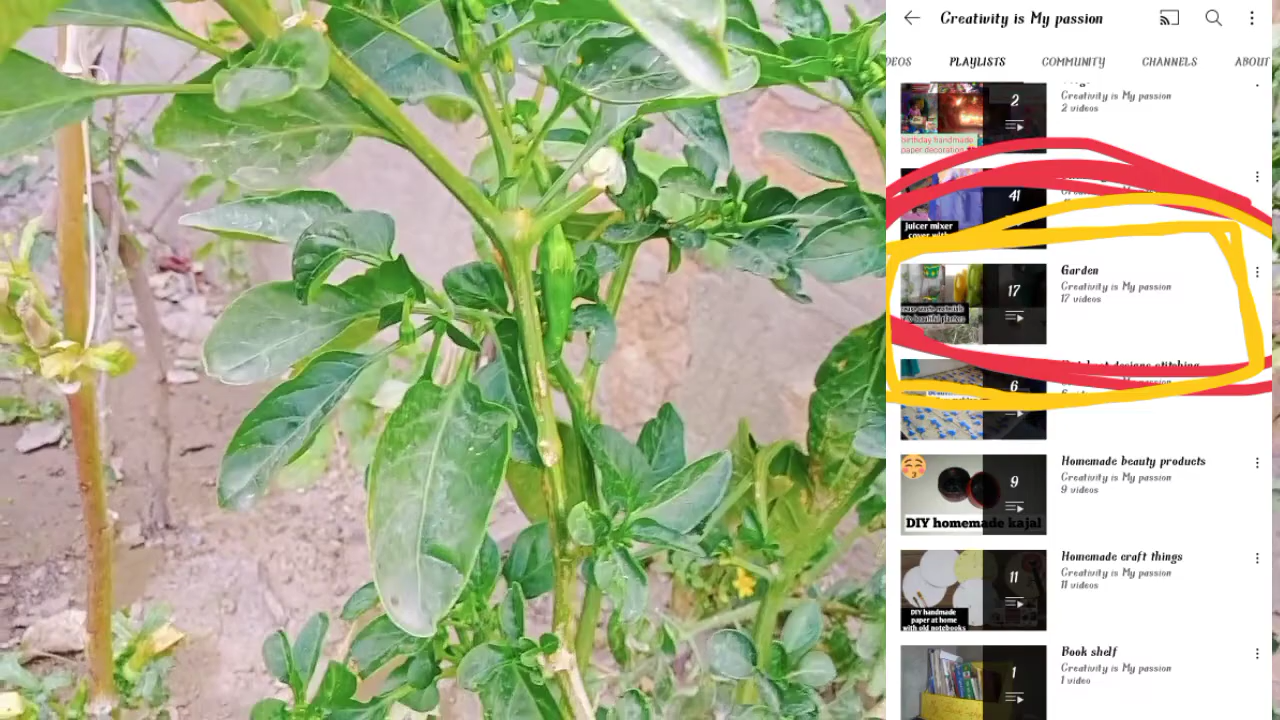 Creativity is My passion
DEOS PLAYLISTS COMMUNITY CHANNELS ABOUT
Creativity is My passion
2 videos
2
birthday handmade
paper decoration
41
juicer mixer
cover with
Garden
Creativity is My passion
17 videos
17
6
Homemade beauty products
Creativity is My passion
9 videos
9
DIY homemade kajal
Homemade craft things
Creativity is My passion
11 videos
11
DIY handmade
paper at home
with old notebooks
Book shelf
Creativity is My passion
1 video
1